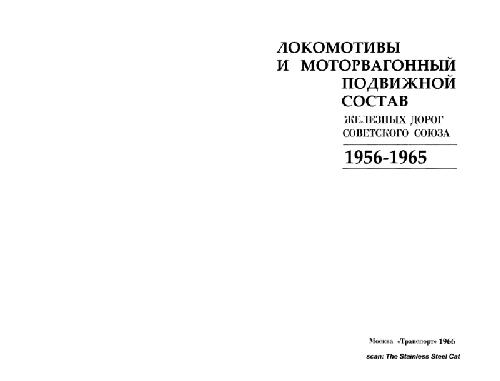 ЛОКОМОТИВЫ
И МОТОРВАГОННЫЙ
ПОДВИЖНОЙ
СОСТАВ
ЖЕЛЕЗНЫХ ДОРОГ
СОВЕТСКОГО СОЮЗА
1956-1965
Москва «Транспорт» 1966
scan: The Stainless Steel Cat